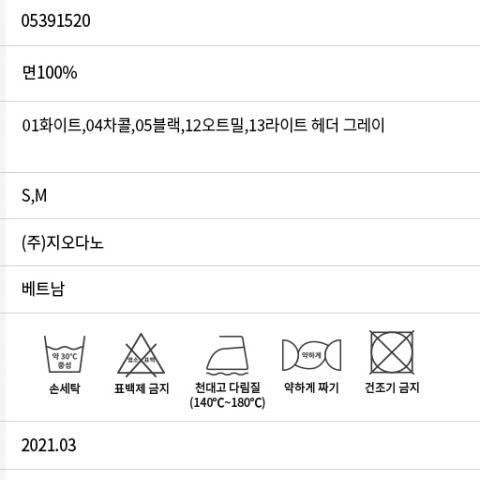 05391520
면100%
01화이트,04차콜,05블랙,12오트밀,13라이트 헤더 그레이
S,M
(주)지오다노
베트남
약 30℃
중성
염소 표백
약하게
손세탁
표백제 금지
천대고 다림질
(140℃~180℃)
약하게 짜기
건조기 금지
2021.03